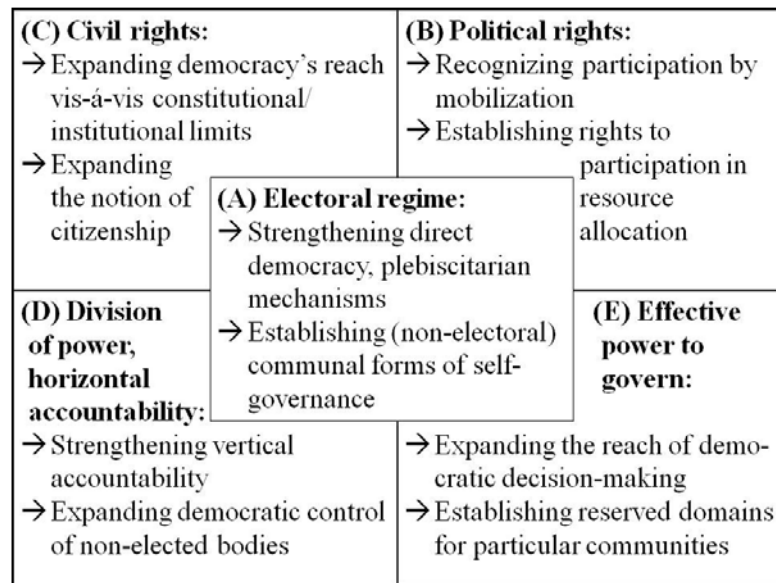 (C) Civil rights:
→ Expanding democracy's reach
vis-á-vis constitutional/
institutional limits
→ Expanding
the notion of
citizenship
(B) Political rights:
→ Recognizing participation by
mobilization
→ Establishing rights to
participation in
resource
allocation
(A) Electoral regime:
→ Strengthening direct
democracy, plebiscitarian
mechanisms
→ Establishing (non-electoral)
communal forms of self-
governance
(D) Division
of power,
horizontal
accountability:
→ Strengthening vertical
accountability
→ Expanding democratic control
of non-elected bodies
(E) Effective
power to
govern:
→ Expanding the reach of demo-
cratic decision-making
→ Establishing reserved domains
for particular communities